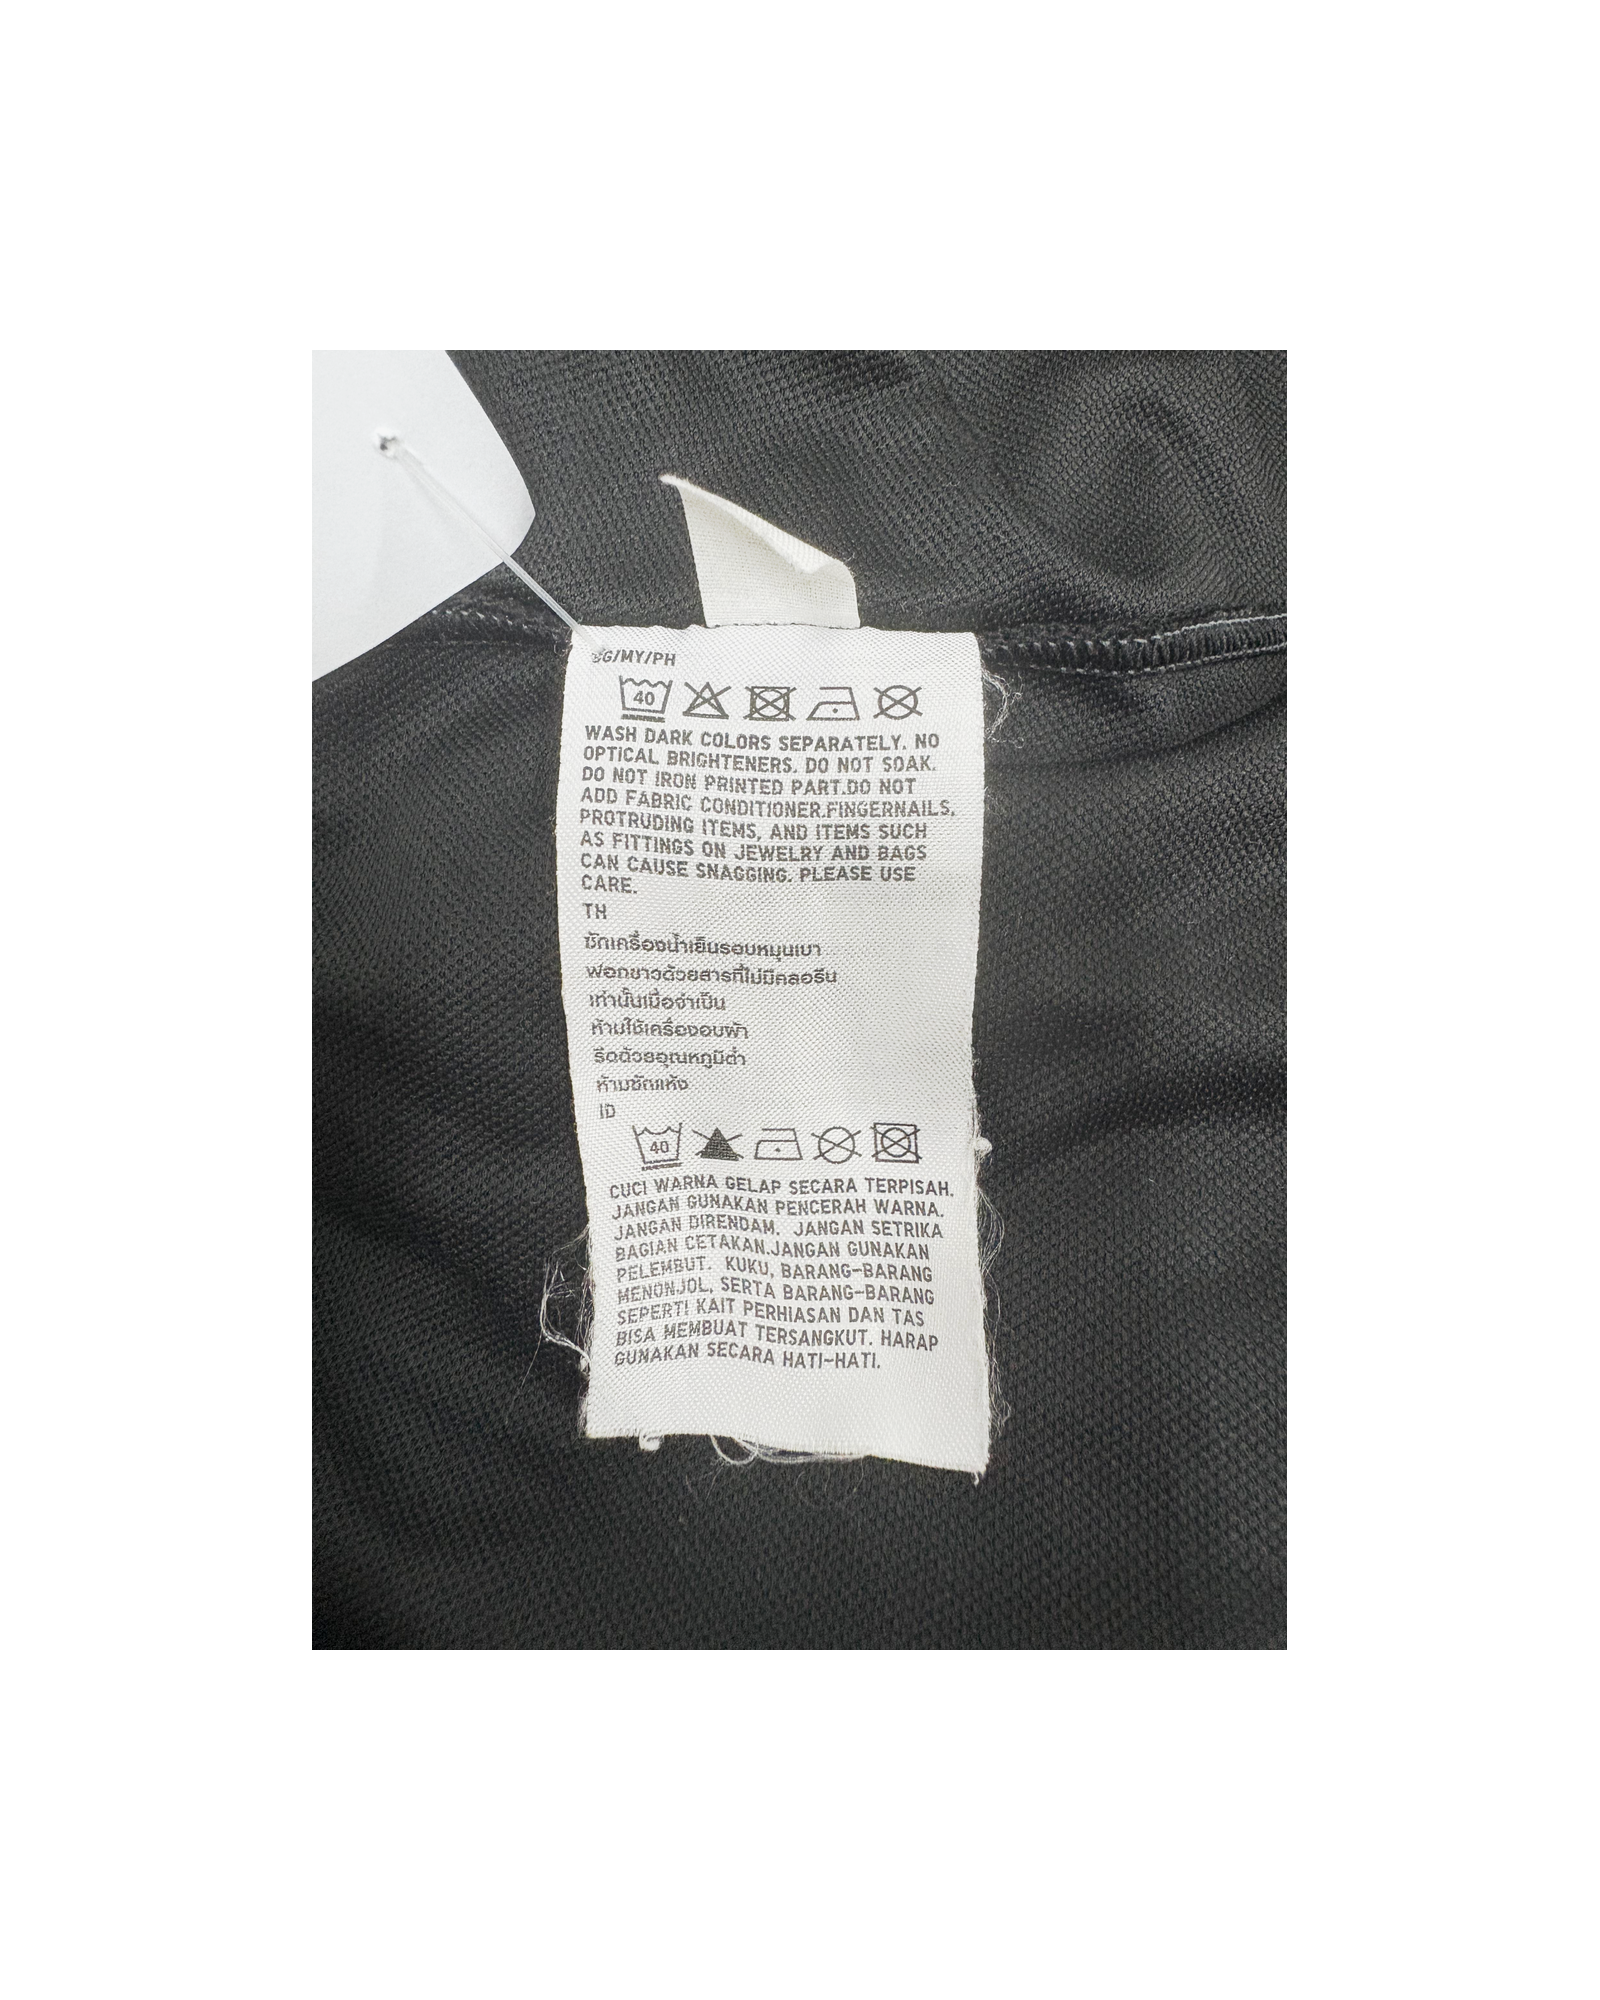 SG/MY/PH
40
WASH DARK COLORS SEPARATELY. NO
OPTICAL BRIGHTENERS. DO NOT SOAK.
DO NOT IRON PRINTED PART.DO NOT
ADD FABRIC CONDITIONER.FINGERNAILS,
PROTRUDING ITEMS, AND ITEMS SUCH
AS FITTINGS ON JEWELRY AND BAGS
CAN CAUSE SNAGGING. PLEASE USE
CARE.
TH
ซักเครื่องน้ำเย็นรอบหมุนเบา
ฟอกขาวด้วยสารที่ไม่มีคลอรีน
เท่านั้นเมื่อจำเป็น
ห้ามใช้เครื่องอบผ้า
รีดด้วยอุณหภูมิต่ำ
ห้ามซักแห้ง
ID
40
CUCI WARNA GELAP SECARA TERPISAH.
JANGAN GUNAKAN PENCERAH WARNA.
JANGAN DIRENDAM. JANGAN SETRIKA
BAGIAN CETAKAN.JANGAN GUNAKAN
PELEMBUT. KUKU, BARANG-BARANG
MENONJOL, SERTA BARANG-BARANG
SEPERTI KAIT PERHIASAN DAN TAS
BISA MEMBUAT TERSANGKUT. HARAP
GUNAKAN SECARA HATI-HATI.